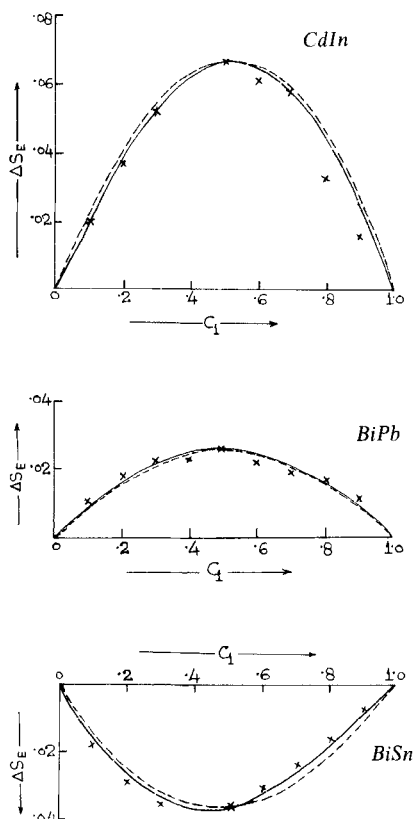 CdIn
.08
.06
.04
.02
ΔS_E
0 .2 .4 .6 .8 1.0
C_1
BiPb
.04
.02
ΔS_E
0 .2 .4 .6 .8 1.0
C_1
C_1
0 .2 .4 .6 .8 1.0
.02
.04
ΔS_E
BiSn